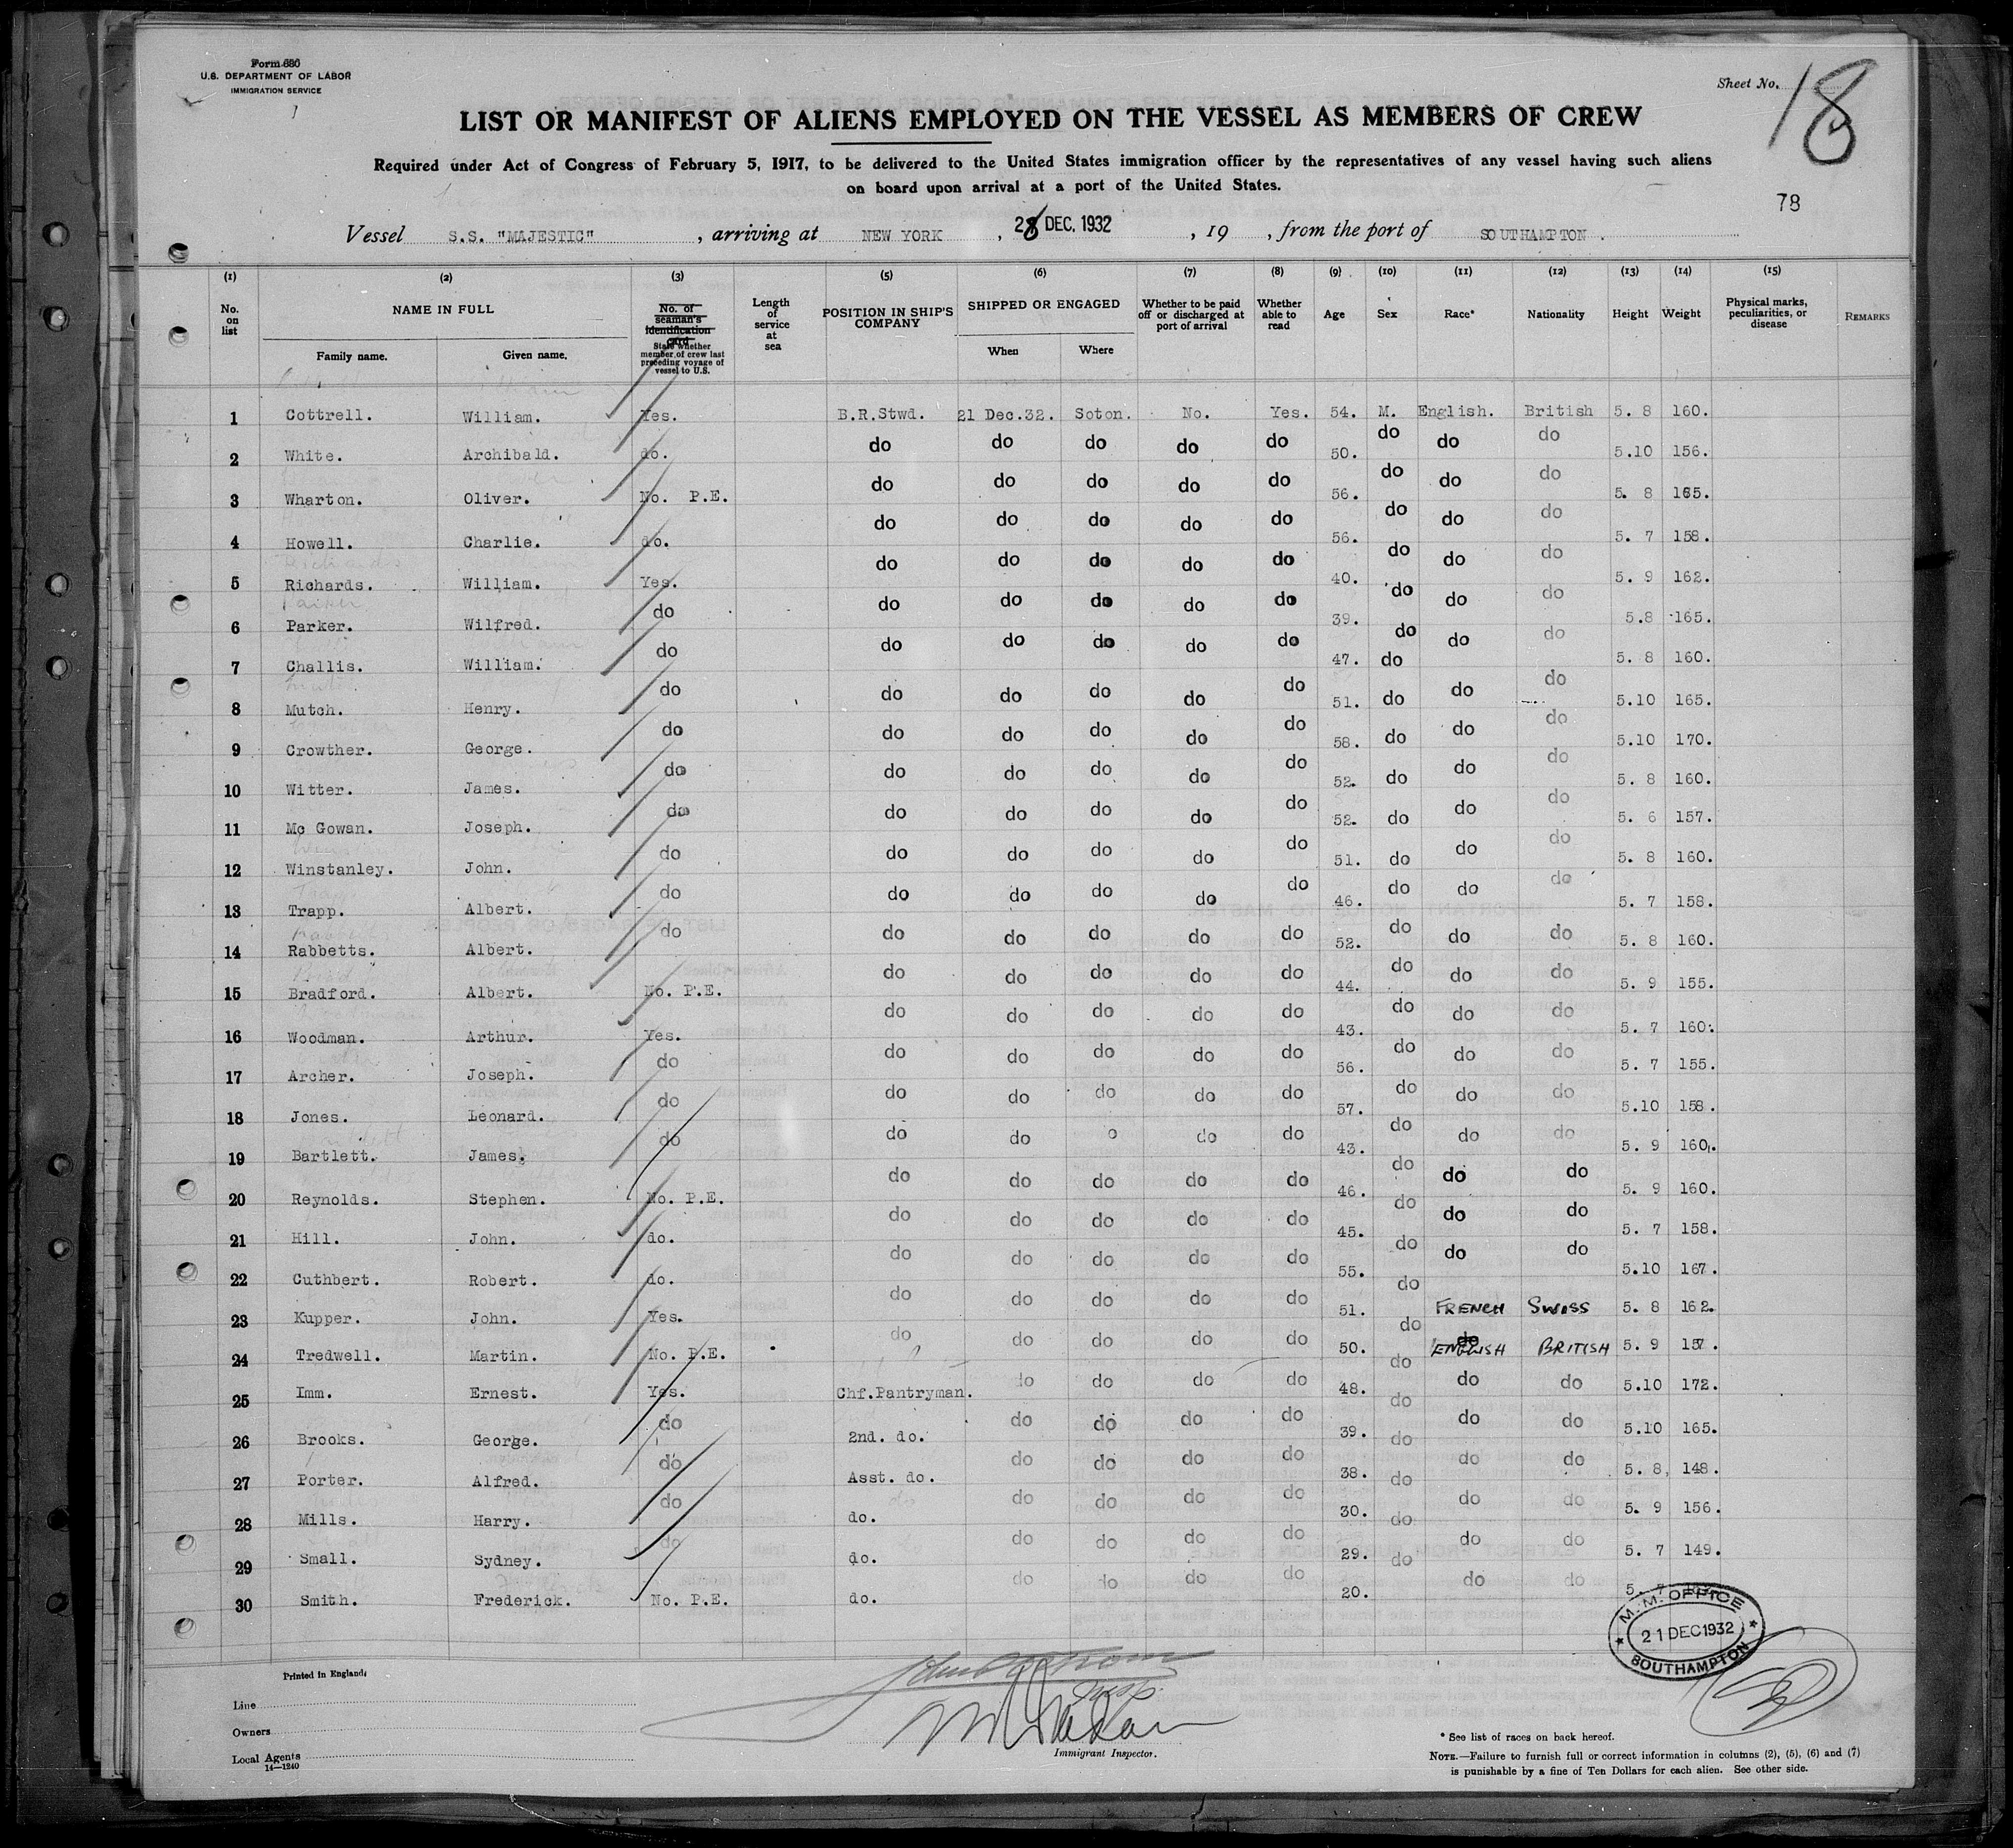 Form 680
U.S. DEPARTMENT OF LABOR
IMMIGRATION SERVICE
Sheet No. 18
LIST OR MANIFEST OF ALIENS EMPLOYED ON THE VESSEL AS MEMBERS OF CREW
Required under Act of Congress of February 5, 1917, to be delivered to the United States immigration officer by the representatives of any vessel having such aliens
on board upon arrival at a port of the United States.
78
Vessel S.S. "MAJESTIC", arriving at NEW YORK, 28 DEC. 1932, 19 , from the port of SOUTHAMPTON.
(1) (2) (3) (5) (6) (7) (8) (9) (10) (11) (12) (13) (14) (15)
No. on list NAME IN FULL Family name. Given name. No. of seaman's identification card State whether member of crew last preceding voyage of vessel to U.S. Length of service at sea POSITION IN SHIP'S COMPANY SHIPPED OR ENGAGED When Where Whether to be paid off or discharged at port of arrival Whether able to read Age Sex Race* Nationality Height Weight Physical marks, peculiarities, or disease REMARKS
1 Cottrell. William. Yes. B.R.Stwd. 21 Dec.32. Soton. No. Yes. 54. M. English. British 5. 8 160.
2 White. Archibald. do. do do do do do 50. do do do 5.10 156.
3 Wharton. Oliver. No. P.E. do do do do do 56. do do do 5. 8 165.
4 Howell. Charlie. do. do do do do do 56. do do do 5. 7 158.
5 Richards. William. Yes. do do do do do 40. do do do 5. 9 162.
6 Parker. Wilfred. do do do do do do 39. do do do 5.8 165.
7 Challis. William. do do do do do do 47. do do do do 5. 8 160.
8 Mutch. Henry. do do do do do do 51. do do do 5.10 165.
9 Crowther. George. do do do do do do 58. do do do 5.10 170.
10 Witter. James. do do do do do do 52. do do do 5. 8 160.
11 Mc Gowan. Joseph. do do do do do do 52. do do do 5. 6 157.
12 Winstanley. John. do do do do do do 51. do do do 5. 8 160.
13 Trapp. Albert. do do do do do do 46. do do do 5. 7 158.
14 Rabbetts. Albert. do do do do do do 52. do do do 5. 8 160.
15 Bradford. Albert. No. P.E. do do do do do 44. do do do 5. 9 155.
16 Woodman. Arthur. Yes. do do do do do 43. do do do 5. 7 160.
17 Archer. Joseph. do do do do do do 56. do do do 5. 7 155.
18 Jones. Leonard. do do do do do do 57. do do do 5.10 158.
19 Bartlett. James. do do do o do do 43. do do do 5. 9 160.
20 Reynolds. Stephen. No. P.E. do do do do do 46. do do do 5. 9 160.
21 Hill. John. do. do do do do do 45. do do do 5. 7 158.
22 Cuthbert. Robert. do. do do do do do 55. do do do 5.10 167.
23 Kupper. John. Yes. do do do do do 51. do FRENCH SWISS 5. 8 162.
24 Tredwell. Martin. No. P.E. do do do do do 50. do do ENGLISH BRITISH 5. 9 157.
25 Imm. Ernest. Yes. Chf.Pantryman. do do do do 48. do do do 5.10 172.
26 Brooks. George. do 2nd. do. do do do do 39. do do do 5.10 165.
27 Porter. Alfred. do Asst. do. do do do do 38. do do do 5. 8, 148.
28 Mills. Harry. do do. do do do do 30. do do do 5. 9 156.
29 Small. Sydney. do do. do do do do 29. do do do 5. 7 149.
30 Smith. Frederick. No. P.E. do. do do do do 20. do do 5. 7
M.M. OFFICE
21 DEC 1932
SOUTHAMPTON
Printed in England.
Line
Owners
Local Agents
14—1240
Insp.
Immigrant Inspector.
* See list of races on back hereof.
NOTE.—Failure to furnish full or correct information in columns (2), (5), (6) and (7)
is punishable by a fine of Ten Dollars for each alien. See other side.